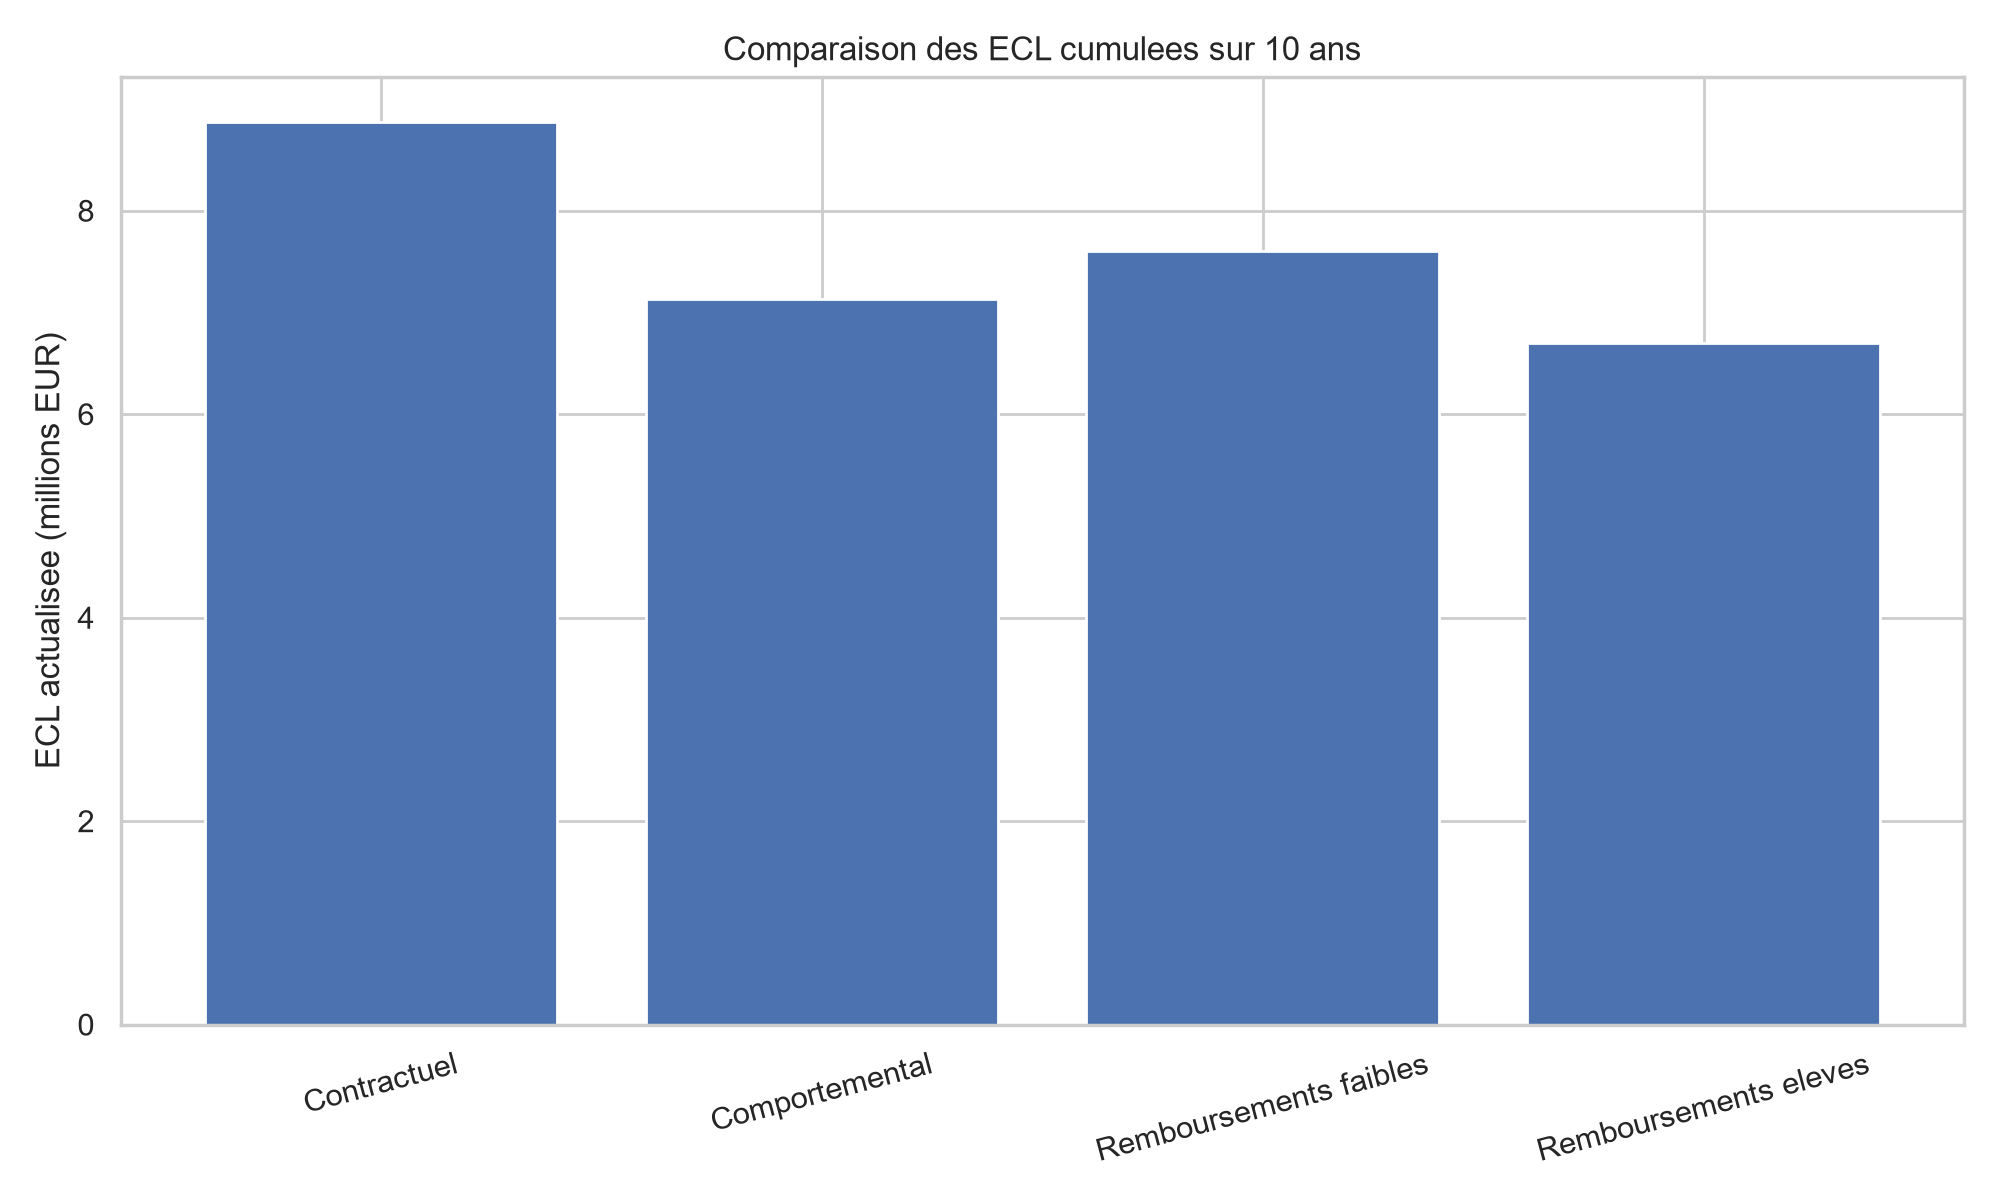 Comparaison des ECL cumulees sur 10 ans
ECL actualisee (millions EUR)
8
6
4
2
0
Contractuel
Comportemental
Remboursements faibles
Remboursements eleves